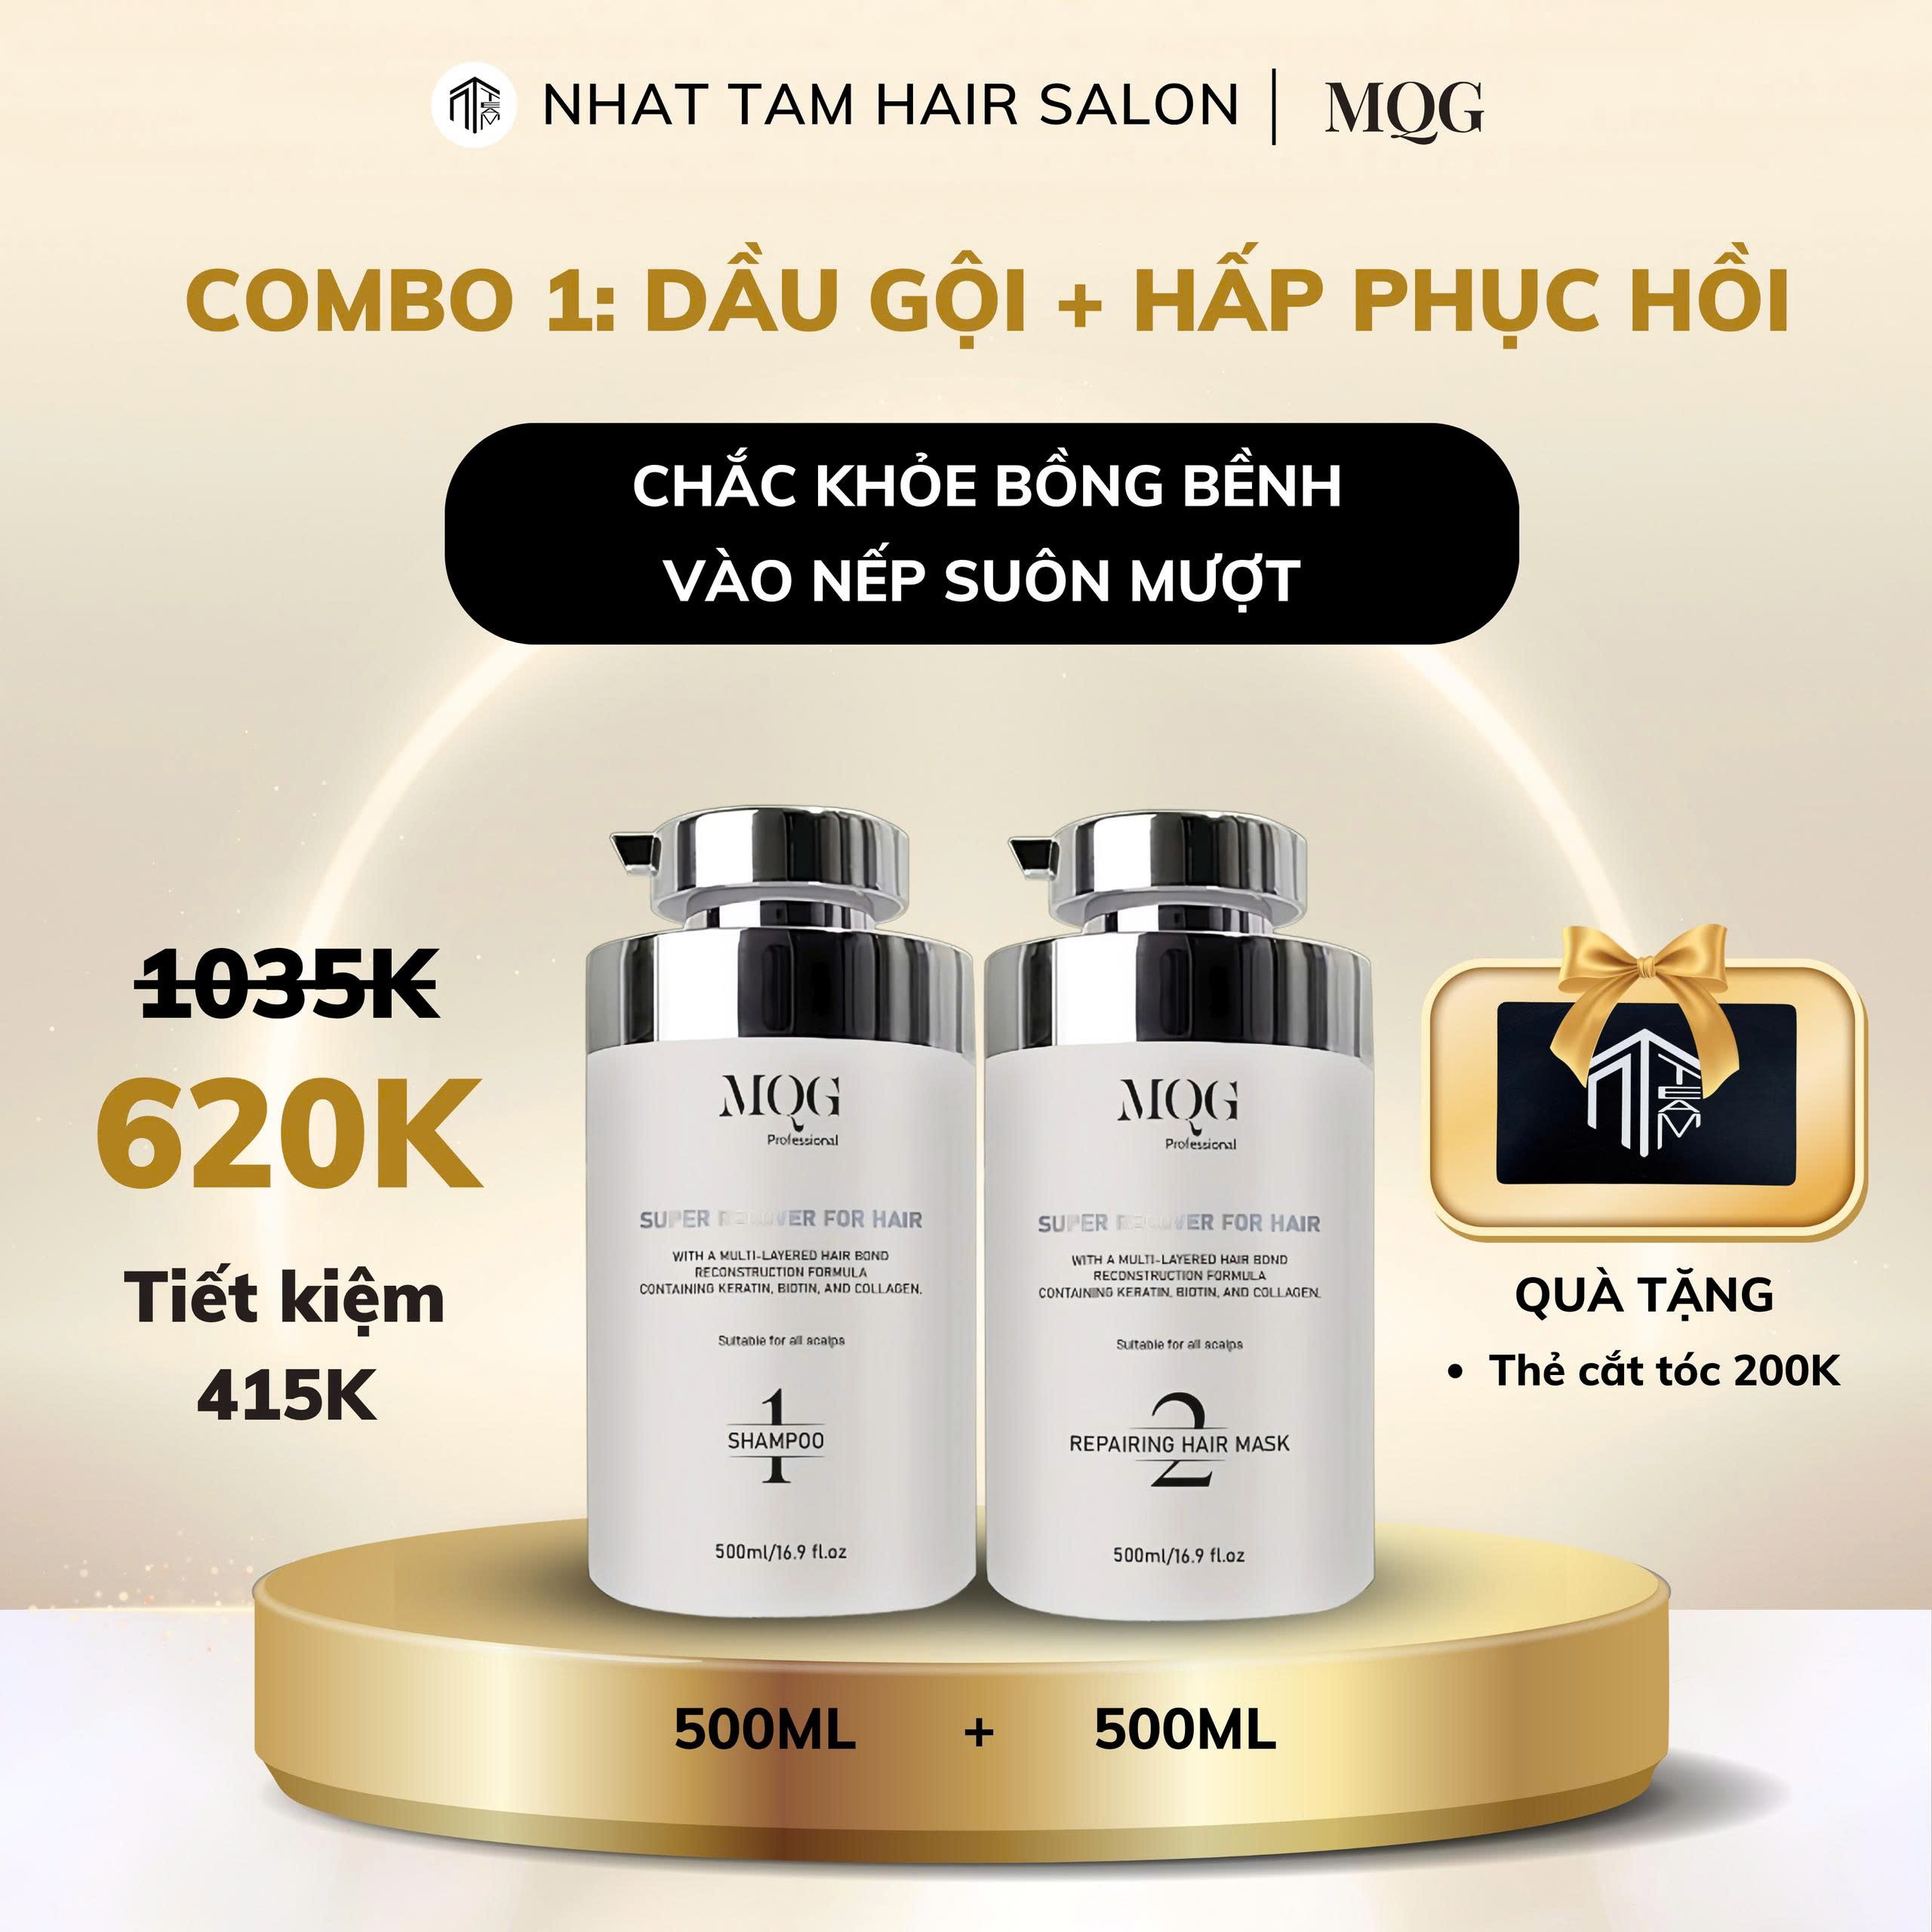 NHAT TAM HAIR SALON | MQG
COMBO 1: DẦU GỘI + HẤP PHỤC HỒI
CHẮC KHỎE BỒNG BỀNH
VÀO NẾP SUÔN MƯỢT
1035K
620K
Tiết kiệm
415K
MQG
Professional
SUPER RECOVER FOR HAIR
WITH A MULTI-LAYERED HAIR BOND
RECONSTRUCTION FORMULA
CONTAINING KERATIN, BIOTIN, AND COLLAGEN.
Suitable for all scalps
1
SHAMPOO
500ml/16.9 fl.oz
MQG
Professional
SUPER RECOVER FOR HAIR
WITH A MULTI-LAYERED HAIR BOND
RECONSTRUCTION FORMULA
CONTAINING KERATIN, BIOTIN, AND COLLAGEN.
Suitable for all scalps
2
REPAIRING HAIR MASK
500ml/16.9 fl.oz
TEAM
QUÀ TẶNG
• Thẻ cắt tóc 200K
500ML + 500ML